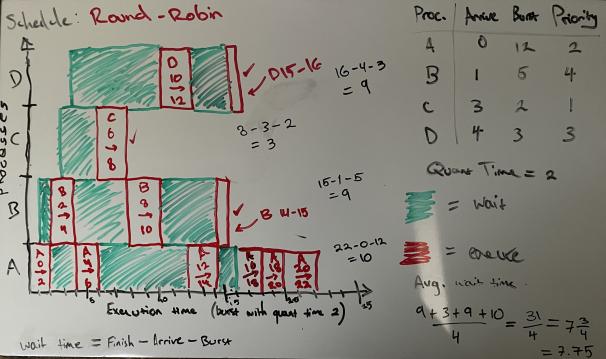 Schedule: Round-Robin
Proc. Arrive Burst Priority
A 0 12 2
B 1 5 4
C 3 2 1
D 4 3 3
Quant Time = 2
= wait
= execute
Avg. wait time
9 + 3 + 9 + 10 = 31 = 7 3/4
4 4
= 7.75
Processes
D
D 10 → 12
D 15-16
16-4-3
= 9
C
C 6 → 8
8-3-2
= 3
B
B 2 → 4
B 8 → 10
B 14-15
15-1-5
= 9
A
A 0 → 2
A 4 → 6
A 12 → 14
A 16 → 18
A 18 → 20
A 20 → 22
22-0-12
= 10
5 10 15 20 25
Execution time (burst with quant time 2)
wait time = Finish - Arrive - Burst